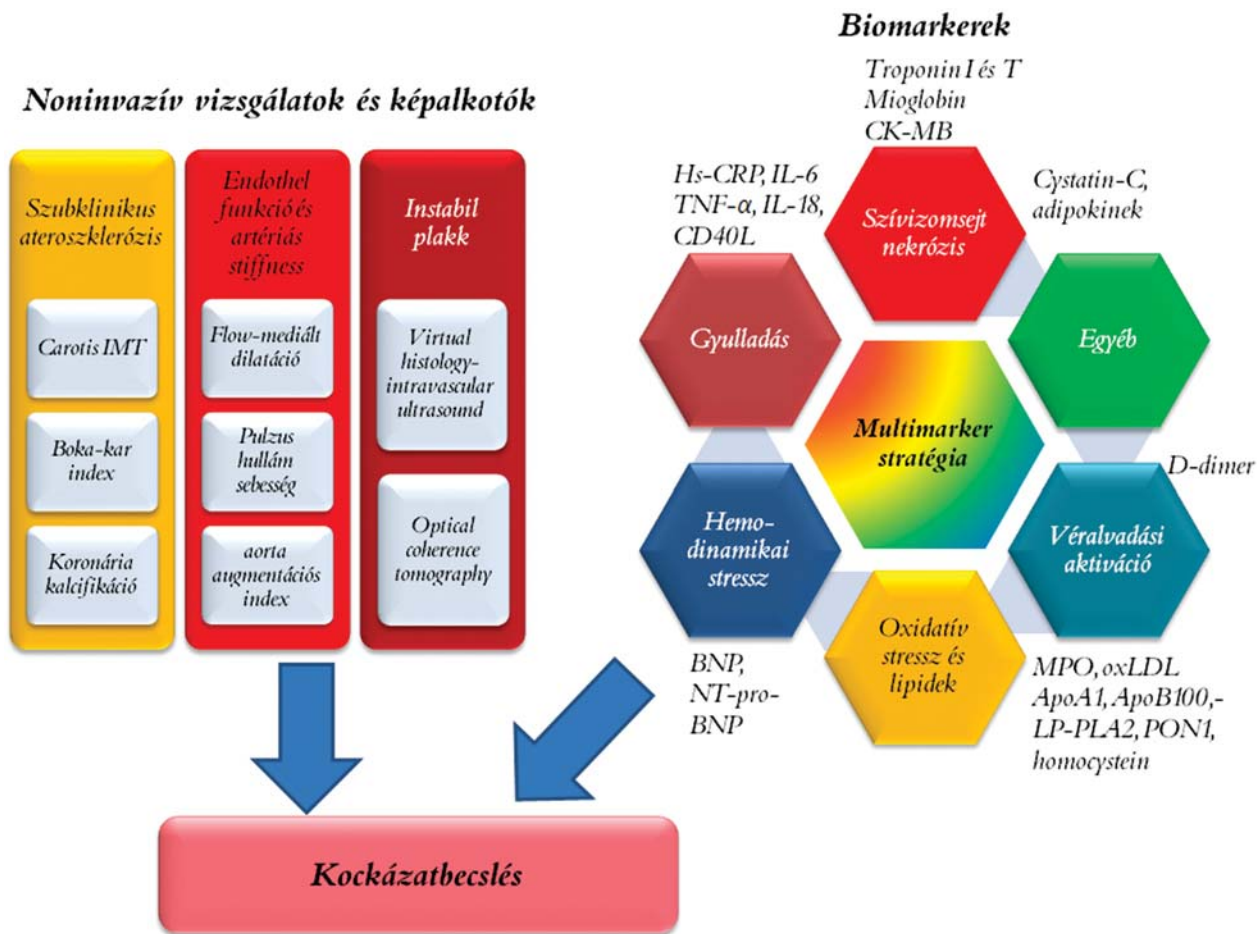 Noninvazív vizsgálatok és képalkotók
Szubklinikus
ateroszklerózis
Carotis IMT
Boka-kar
index
Koronária
kalcifikáció
Endothel
funkció és
artériás
stiffness
Flow-mediált
dilatáció
Pulzus
hullám
sebesség
aorta
augmentációs
index
Instabil
plakk
Virtual
histology-
intravascular
ultrasound
Optical
coherence
tomography
Biomarkerek
Troponin I és T
Mioglobin
CK-MB
Szívizomsejt
nekrózis
Hs-CRP, IL-6
TNF-α, IL-18,
CD40L
Gyulladás
Cystatin-C,
adipokinek
Egyéb
Multimarker
stratégia
D-dimer
Hemo-
dinamikai
stressz
Véralvadási
aktiváció
Oxidatív
stressz és
lipidek
BNP,
NT-pro-
BNP
MPO, oxLDL
ApoA1, ApoB100,-
LP-PLA2, PON1,
homocystein
Kockázatbecslés